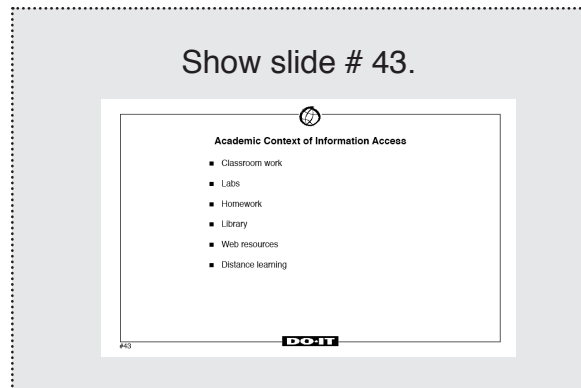 Show slide # 43.
Academic Context of Information Access
■ Classroom work
■ Labs
■ Homework
■ Library
■ Web resources
■ Distance learning
#43
DO-IT